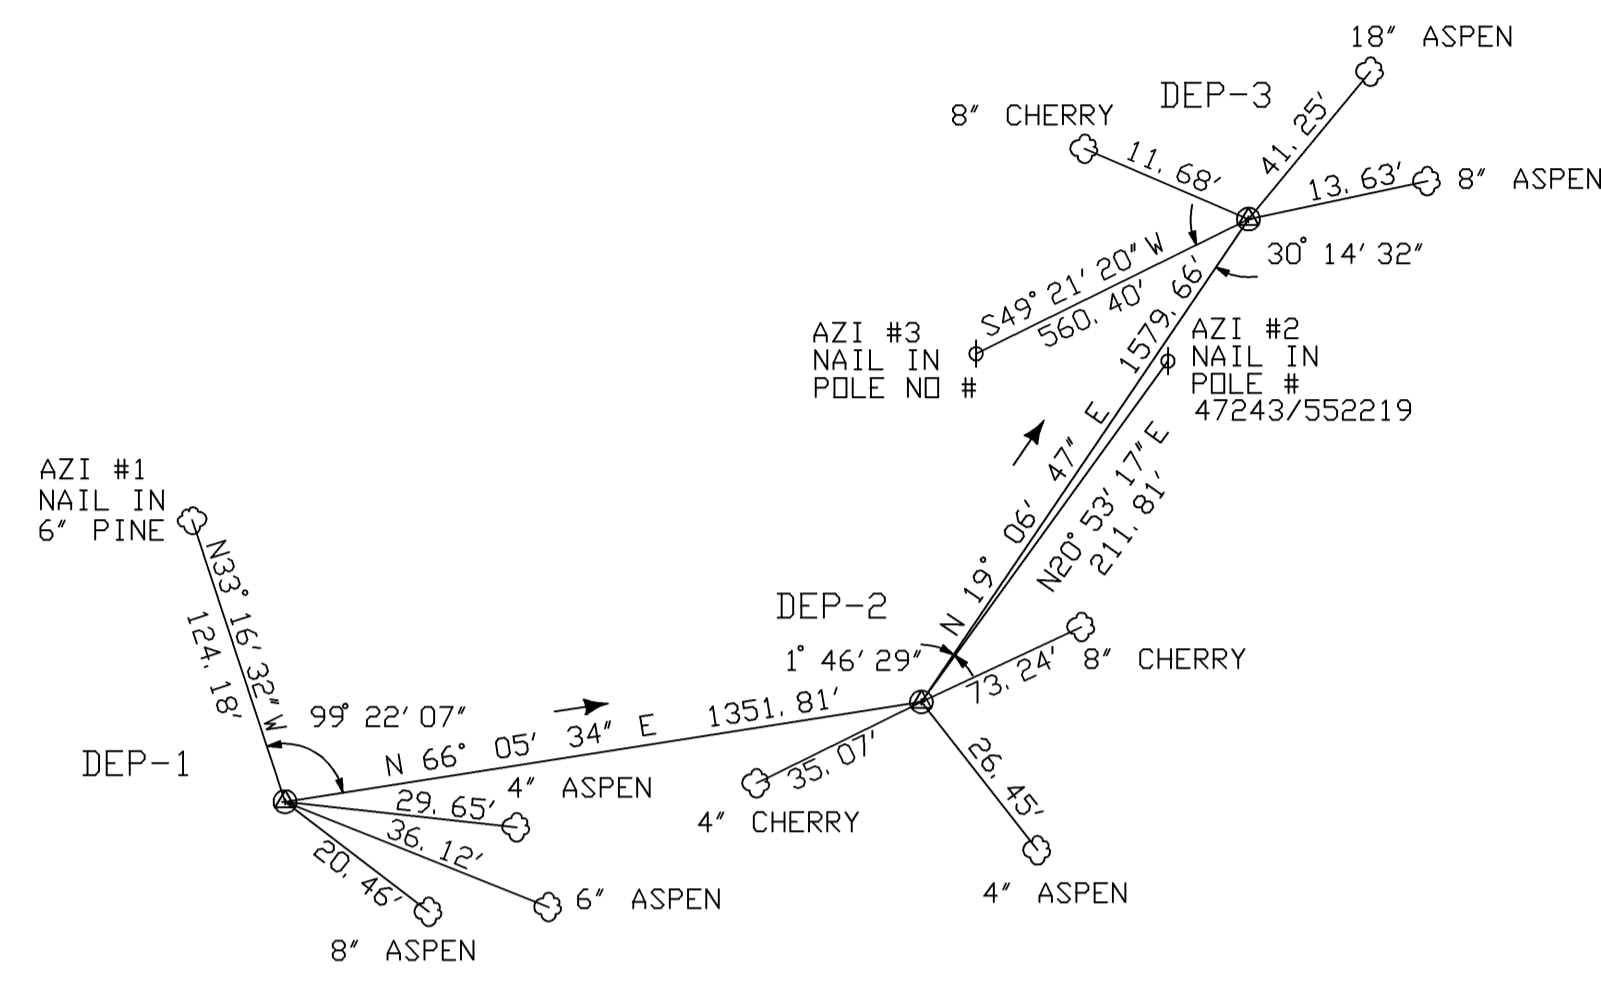 18" ASPEN
DEP-3
8" CHERRY
41.25'
11.68'
13.63'
8" ASPEN
30° 14' 32"
S49° 21' 20" W
560.40'
1579.66'
AZI #3
NAIL IN
POLE NO #
AZI #2
NAIL IN
POLE #
47243/552219
N 19° 06' 47" E
N20° 53' 17" E
211.81'
AZI #1
NAIL IN
6" PINE
N33° 16' 32" W
124.18'
DEP-2
1° 46' 29"
73.24'
8" CHERRY
99° 22' 07"
N 66° 05' 34" E 1351.81'
DEP-1
4" ASPEN
29.65'
35.07'
26.45'
4" CHERRY
36.12'
20.46'
6" ASPEN
4" ASPEN
8" ASPEN